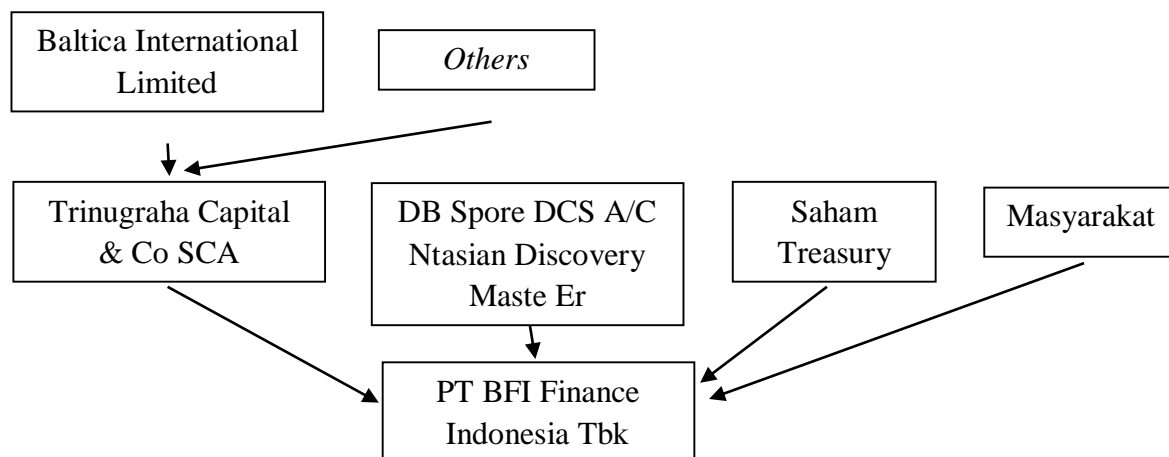 Baltica International
Limited
Others
Trinugraha Capital
& Co SCA
DB Spore DCS A/C
Ntasian Discovery
Maste Er
Saham
Treasury
Masyarakat
PT BFI Finance
Indonesia Tbk